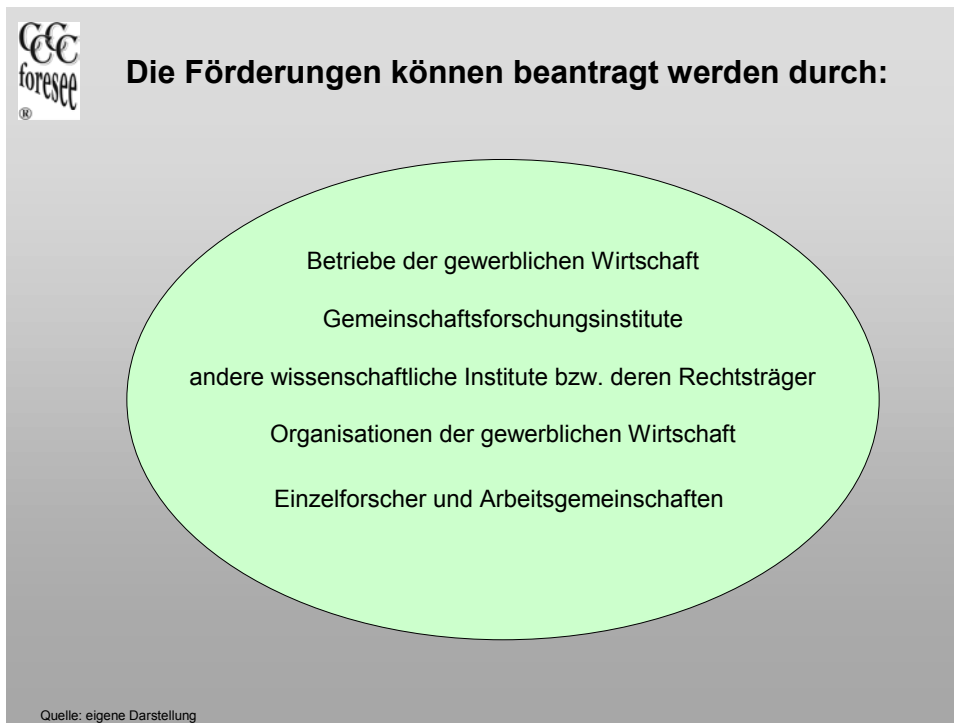 CCCC
foresee
®
Die Förderungen können beantragt werden durch:
Betriebe der gewerblichen Wirtschaft
Gemeinschaftsforschungsinstitute
andere wissenschaftliche Institute bzw. deren Rechtsträger
Organisationen der gewerblichen Wirtschaft
Einzelforscher und Arbeitsgemeinschaften
Quelle: eigene Darstellung